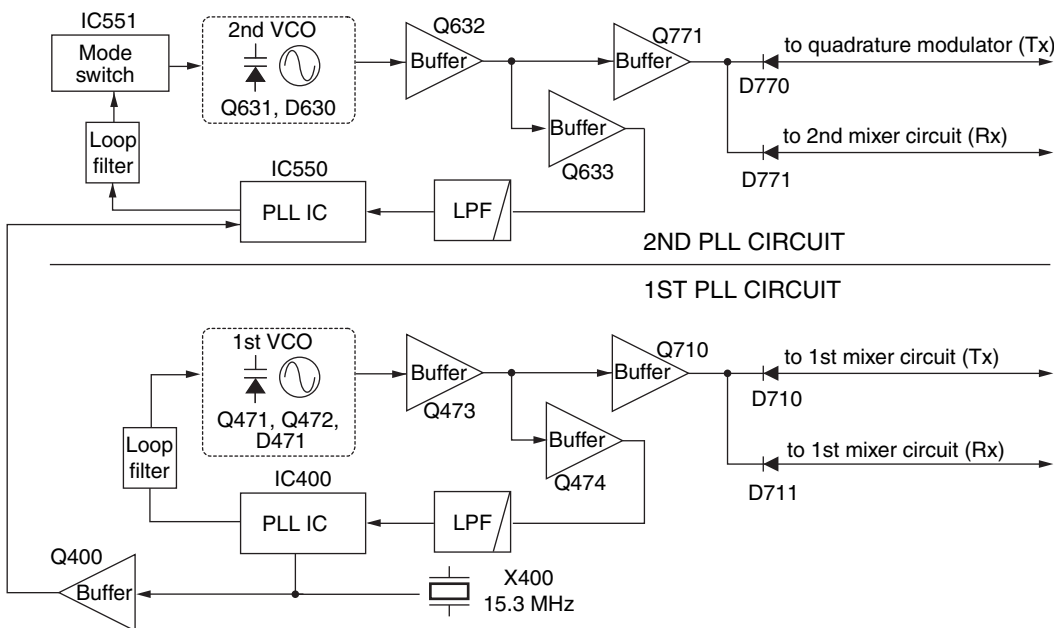 IC551
Mode
switch
2nd VCO
Q631, D630
Q632
Buffer
Q771
Buffer
to quadrature modulator (Tx)
D770
Buffer
Q633
to 2nd mixer circuit (Rx)
D771
Loop
filter
IC550
PLL IC
LPF
2ND PLL CIRCUIT
1ST PLL CIRCUIT
1st VCO
Q471, Q472,
D471
Buffer
Q473
Q710
Buffer
to 1st mixer circuit (Tx)
D710
Buffer
Q474
to 1st mixer circuit (Rx)
D711
Loop
filter
IC400
PLL IC
LPF
Q400
Buffer
X400
15.3 MHz